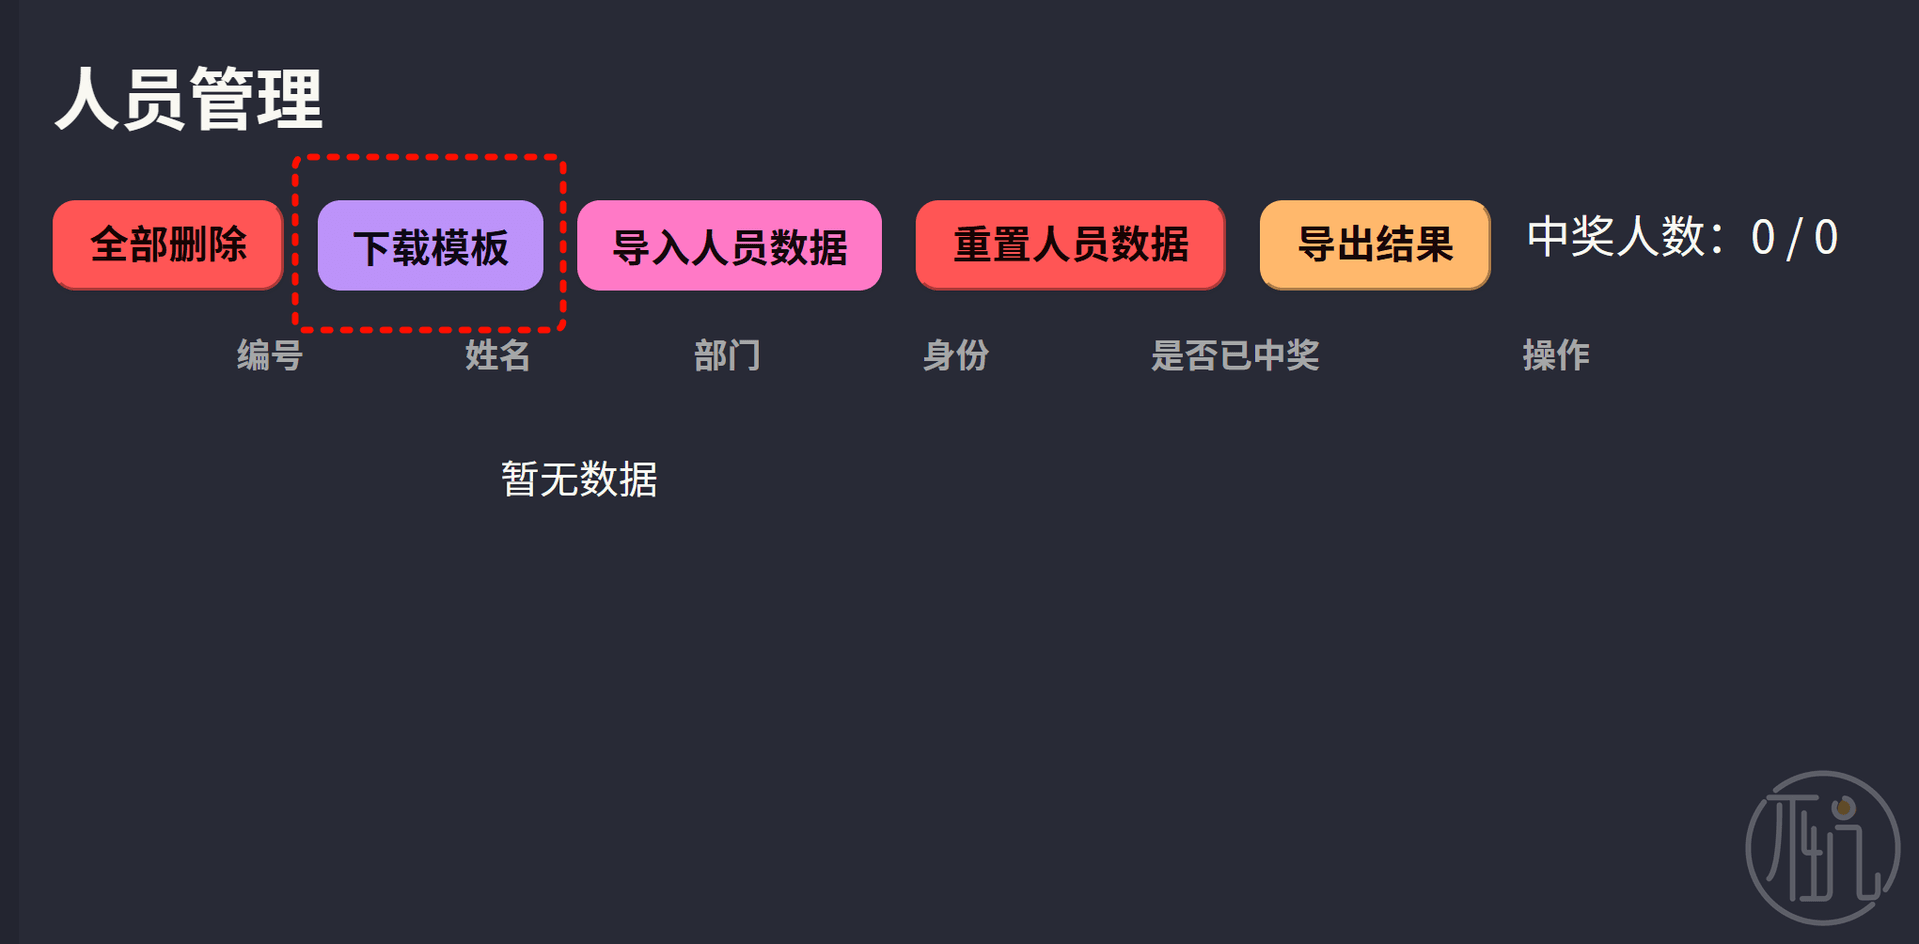 人员管理
全部删除 下载模板 导入人员数据 重置人员数据 导出结果 中奖人数：0 / 0
编号 姓名 部门 身份 是否已中奖 操作
暂无数据